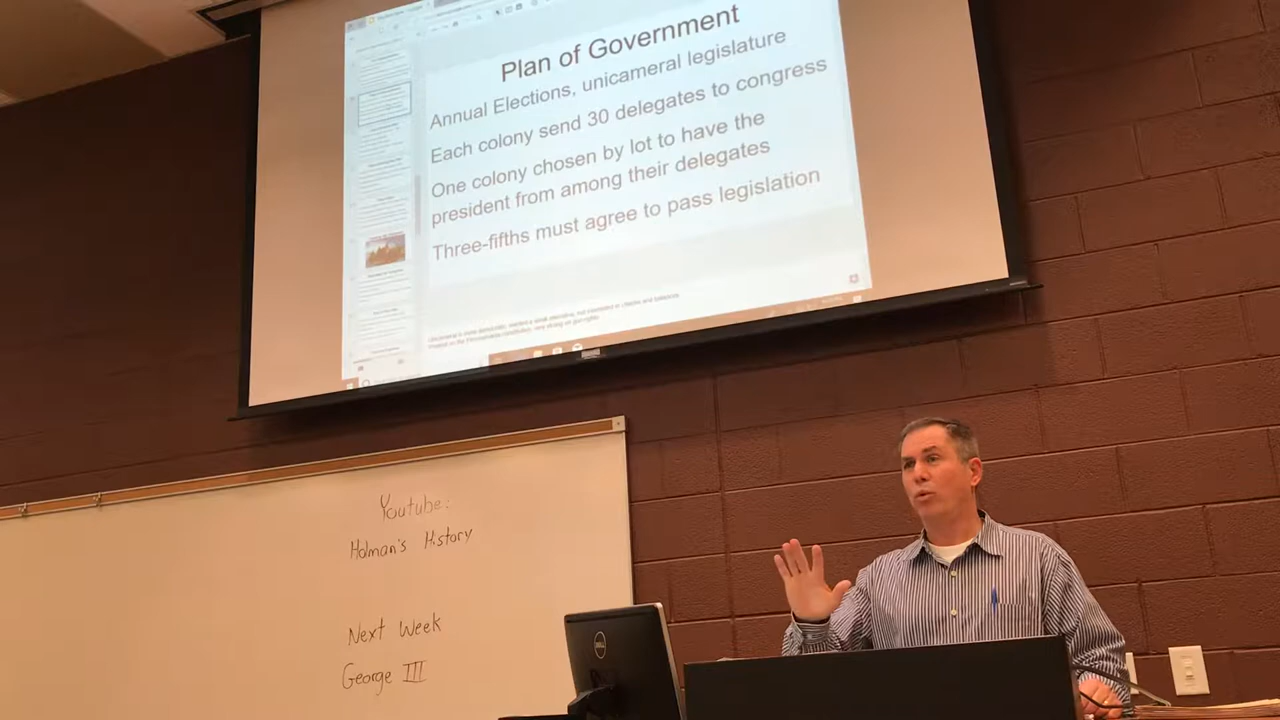 Plan of Government
Annual Elections, unicameral legislature
Each colony send 30 delegates to congress
One colony chosen by lot to have the
president from among their delegates
Three-fifths must agree to pass legislation
Youtube:
Holman's History
Next Week
George III
DELL